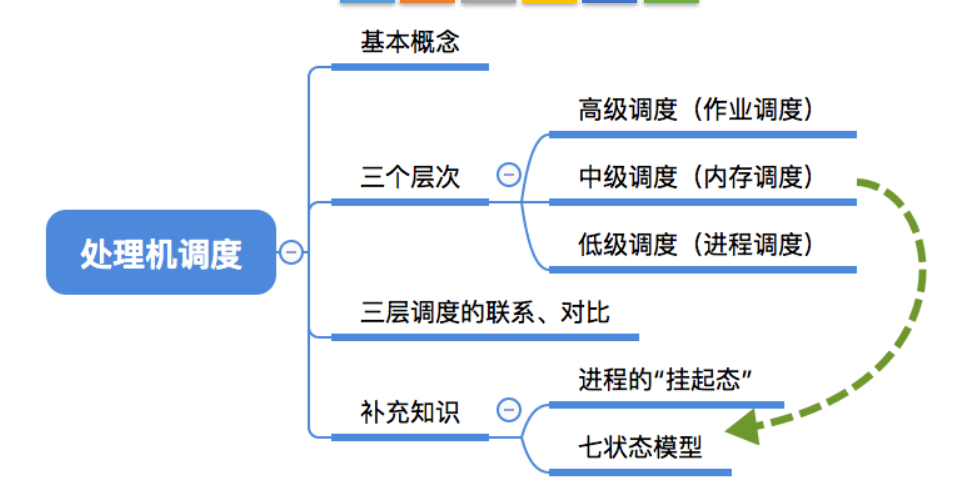 基本概念
高级调度（作业调度）
三个层次
中级调度（内存调度）
处理机调度
低级调度（进程调度）
三层调度的联系、对比
进程的“挂起态”
补充知识
七状态模型